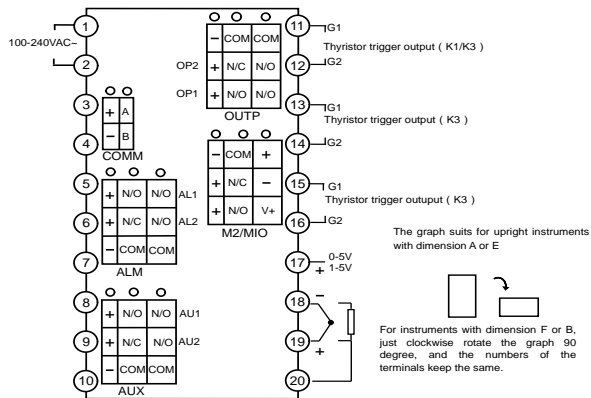 1
100-240VAC~
2
3
+ A
4
− B
COMM
5
+ N/O N/O AL1
6
+ N/C N/O AL2
7
− COM COM
ALM
8
+ N/O N/O AU1
9
+ N/C N/O AU2
10
− COM COM
AUX
− COM COM
OP2 + N/C N/O
OP1 + N/O N/O
OUTP
− COM +
+ N/C −
+ N/O V+
M2/MIO
11 G1
Thyristor trigger output ( K1/K3 )
12 G2
13 G1
Thyristor trigger output ( K3 )
14 G2
15 G1
Thyristor trigger outuput ( K3 )
16 G2
17 0-5V
+ 1-5V
18 −
19 +
20
The graph suits for upright instruments
with dimension A or E
For instruments with dimension F or B,
just clockwise rotate the graph 90
degree, and the numbers of the
terminals keep the same.